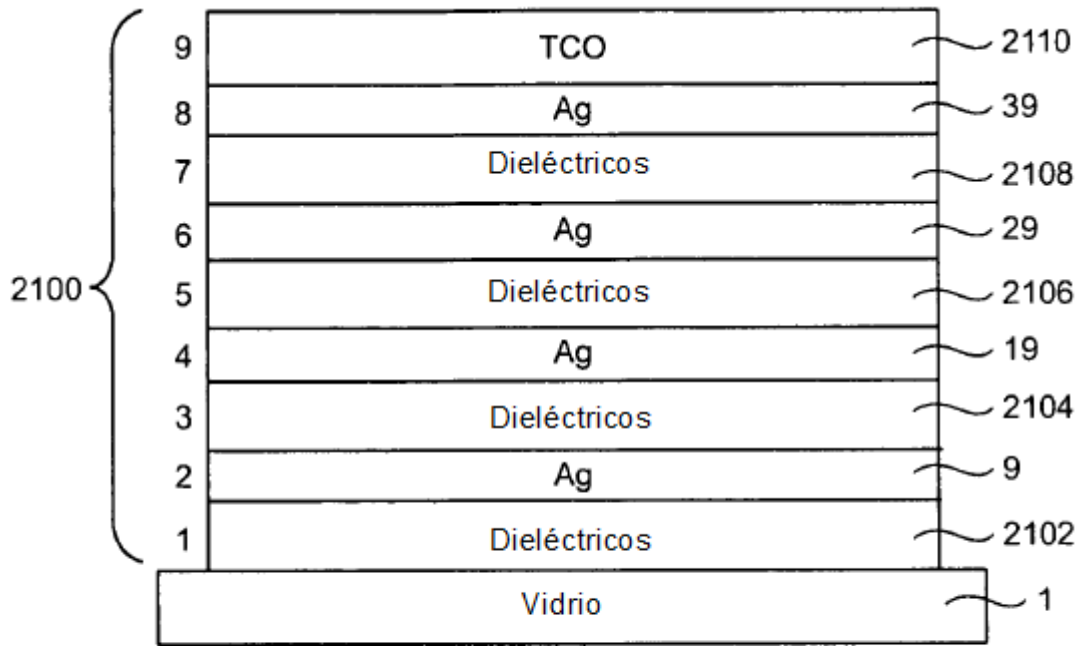 9 TCO 2110
8 Ag 39
7 Dieléctricos 2108
6 Ag 29
2100 5 Dieléctricos 2106
4 Ag 19
3 Dieléctricos 2104
2 Ag 9
1 Dieléctricos 2102
Vidrio 1